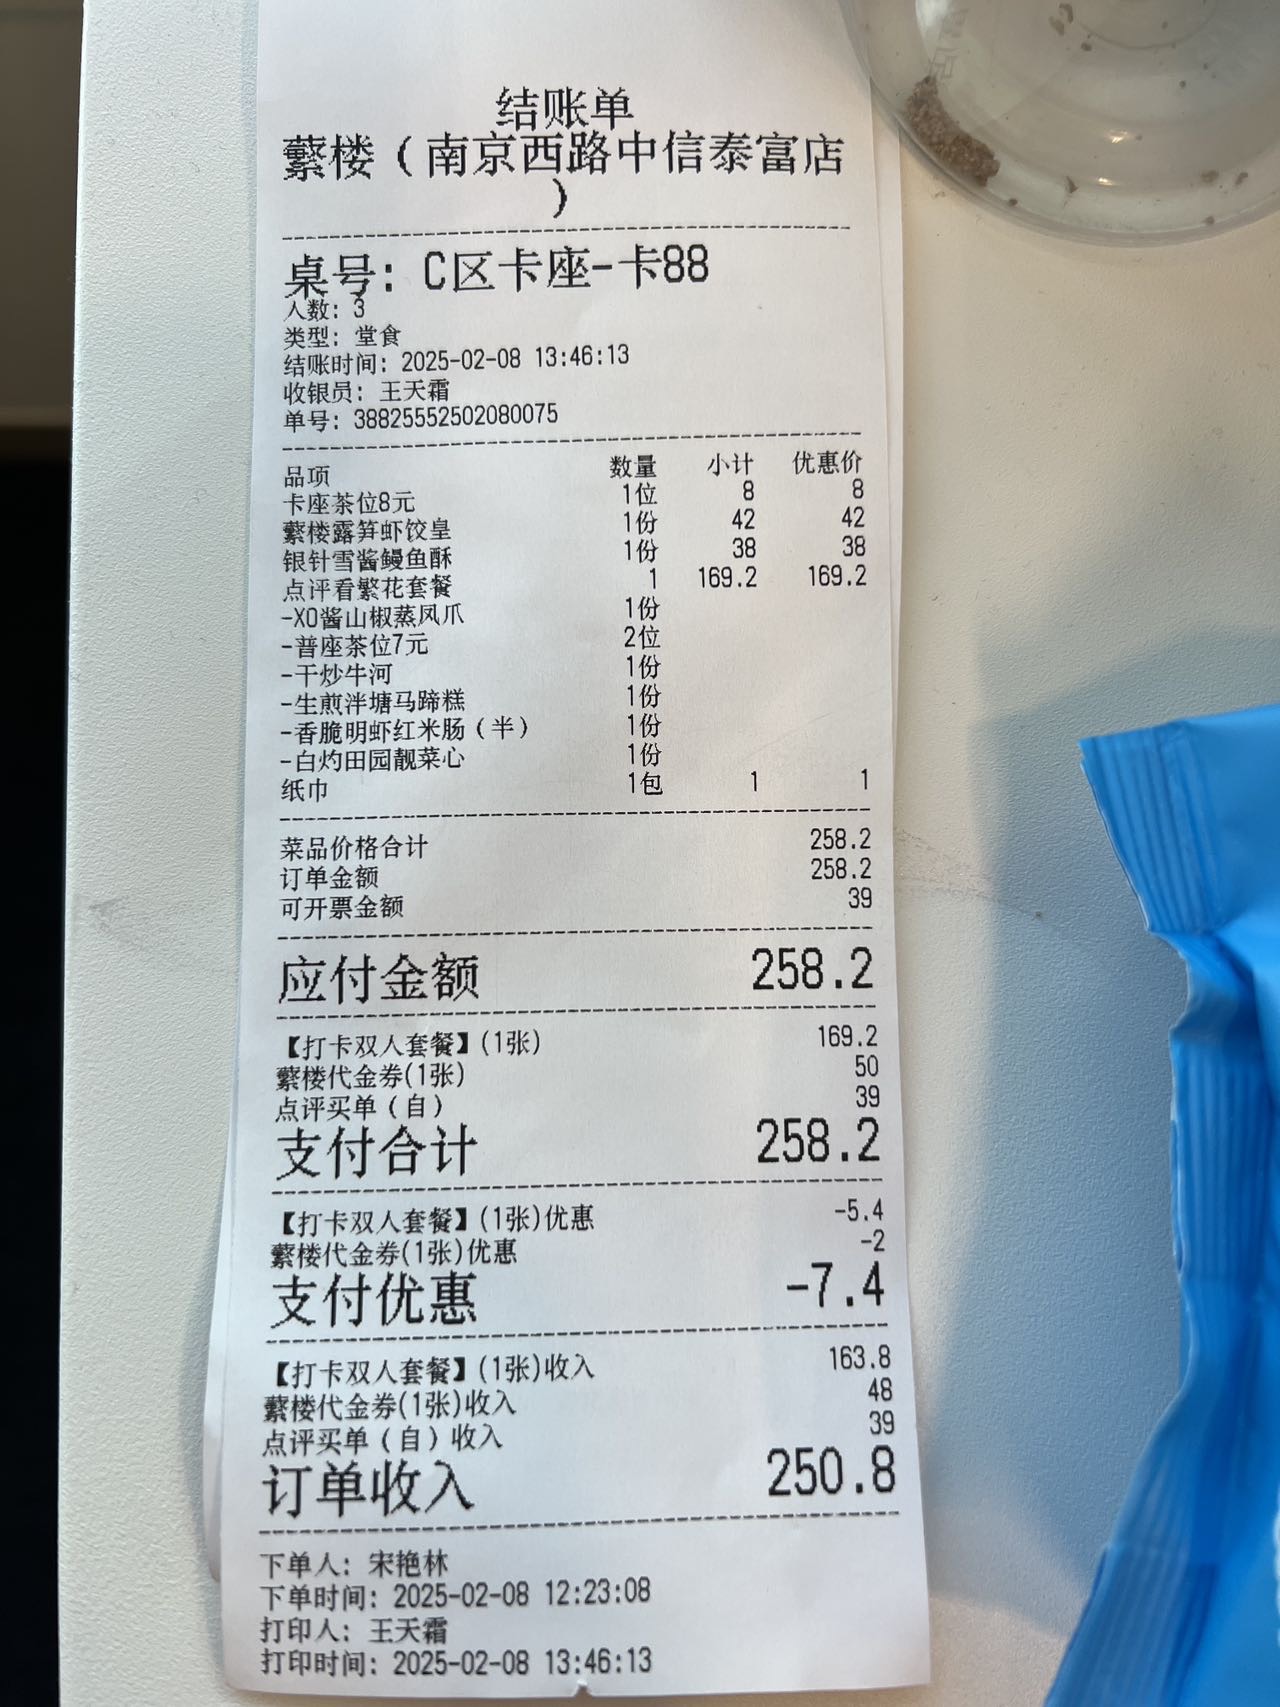 结账单
蘩楼（南京西路中信泰富店
）
桌号: C区卡座-卡88
人数: 3
类型: 堂食
结账时间: 2025-02-08 13:46:13
收银员: 王天霜
单号: 38825552502080075
品项 数量 小计 优惠价
卡座茶位8元 1位 8 8
蘩楼露笋虾饺皇 1份 42 42
银针雪酱鳗鱼酥 1份 38 38
点评看繁花套餐 1 169.2 169.2
-XO酱山椒蒸凤爪 1份
-普座茶位7元 2位
-干炒牛河 1份
-生煎泮塘马蹄糕 1份
-香脆明虾红米肠（半） 1份
-白灼田园靓菜心 1份
纸巾 1包 1 1
菜品价格合计 258.2
订单金额 258.2
可开票金额 39
应付金额 258.2
【打卡双人套餐】(1张) 169.2
蘩楼代金券(1张) 50
点评买单（自） 39
支付合计 258.2
【打卡双人套餐】(1张)优惠 -5.4
蘩楼代金券(1张)优惠 -2
支付优惠 -7.4
【打卡双人套餐】(1张)收入 163.8
蘩楼代金券(1张)收入 48
点评买单（自）收入 39
订单收入 250.8
下单人: 宋艳林
下单时间: 2025-02-08 12:23:08
打印人: 王天霜
打印时间: 2025-02-08 13:46:13